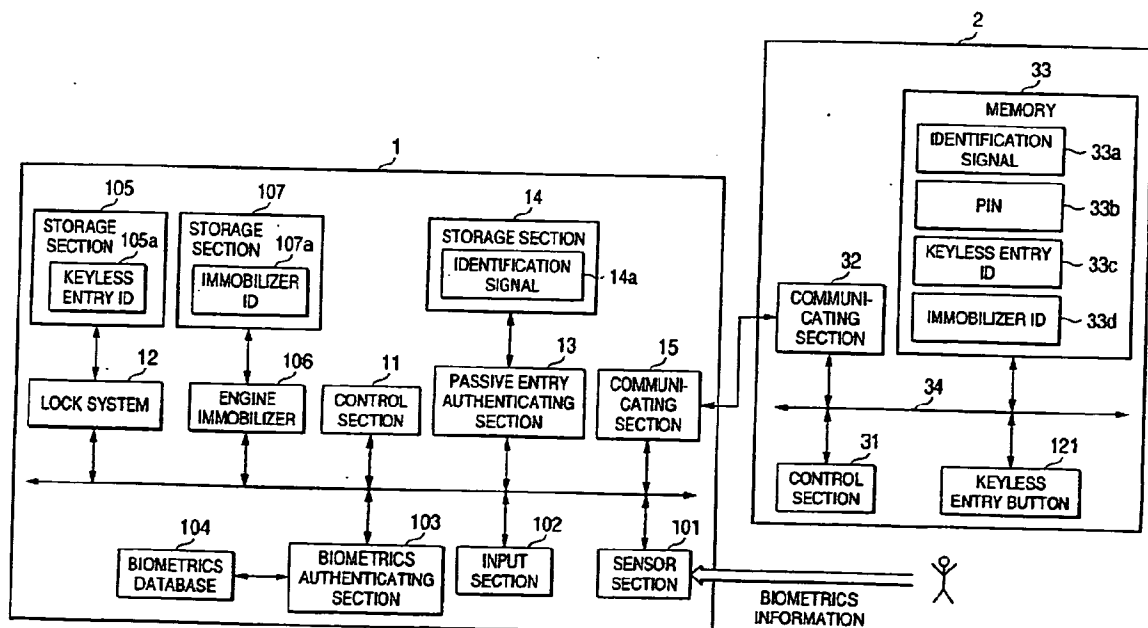 2
33
MEMORY
IDENTIFICATION
SIGNAL
33a
PIN
33b
KEYLESS ENTRY
ID
33c
IMMOBILIZER ID
33d
32
COMMUNI-
CATING
SECTION
34
31
CONTROL
SECTION
121
KEYLESS
ENTRY BUTTON
1
105
STORAGE
SECTION
105a
KEYLESS
ENTRY ID
107
STORAGE
SECTION
107a
IMMOBILIZER
ID
14
STORAGE SECTION
IDENTIFICATION
SIGNAL
14a
12
LOCK SYSTEM
106
ENGINE
IMMOBILIZER
11
CONTROL
SECTION
13
PASSIVE ENTRY
AUTHENTICATING
SECTION
15
COMMUNI-
CATING
SECTION
104
BIOMETRICS
DATABASE
103
BIOMETRICS
AUTHENTICATING
SECTION
102
INPUT
SECTION
101
SENSOR
SECTION
BIOMETRICS
INFORMATION